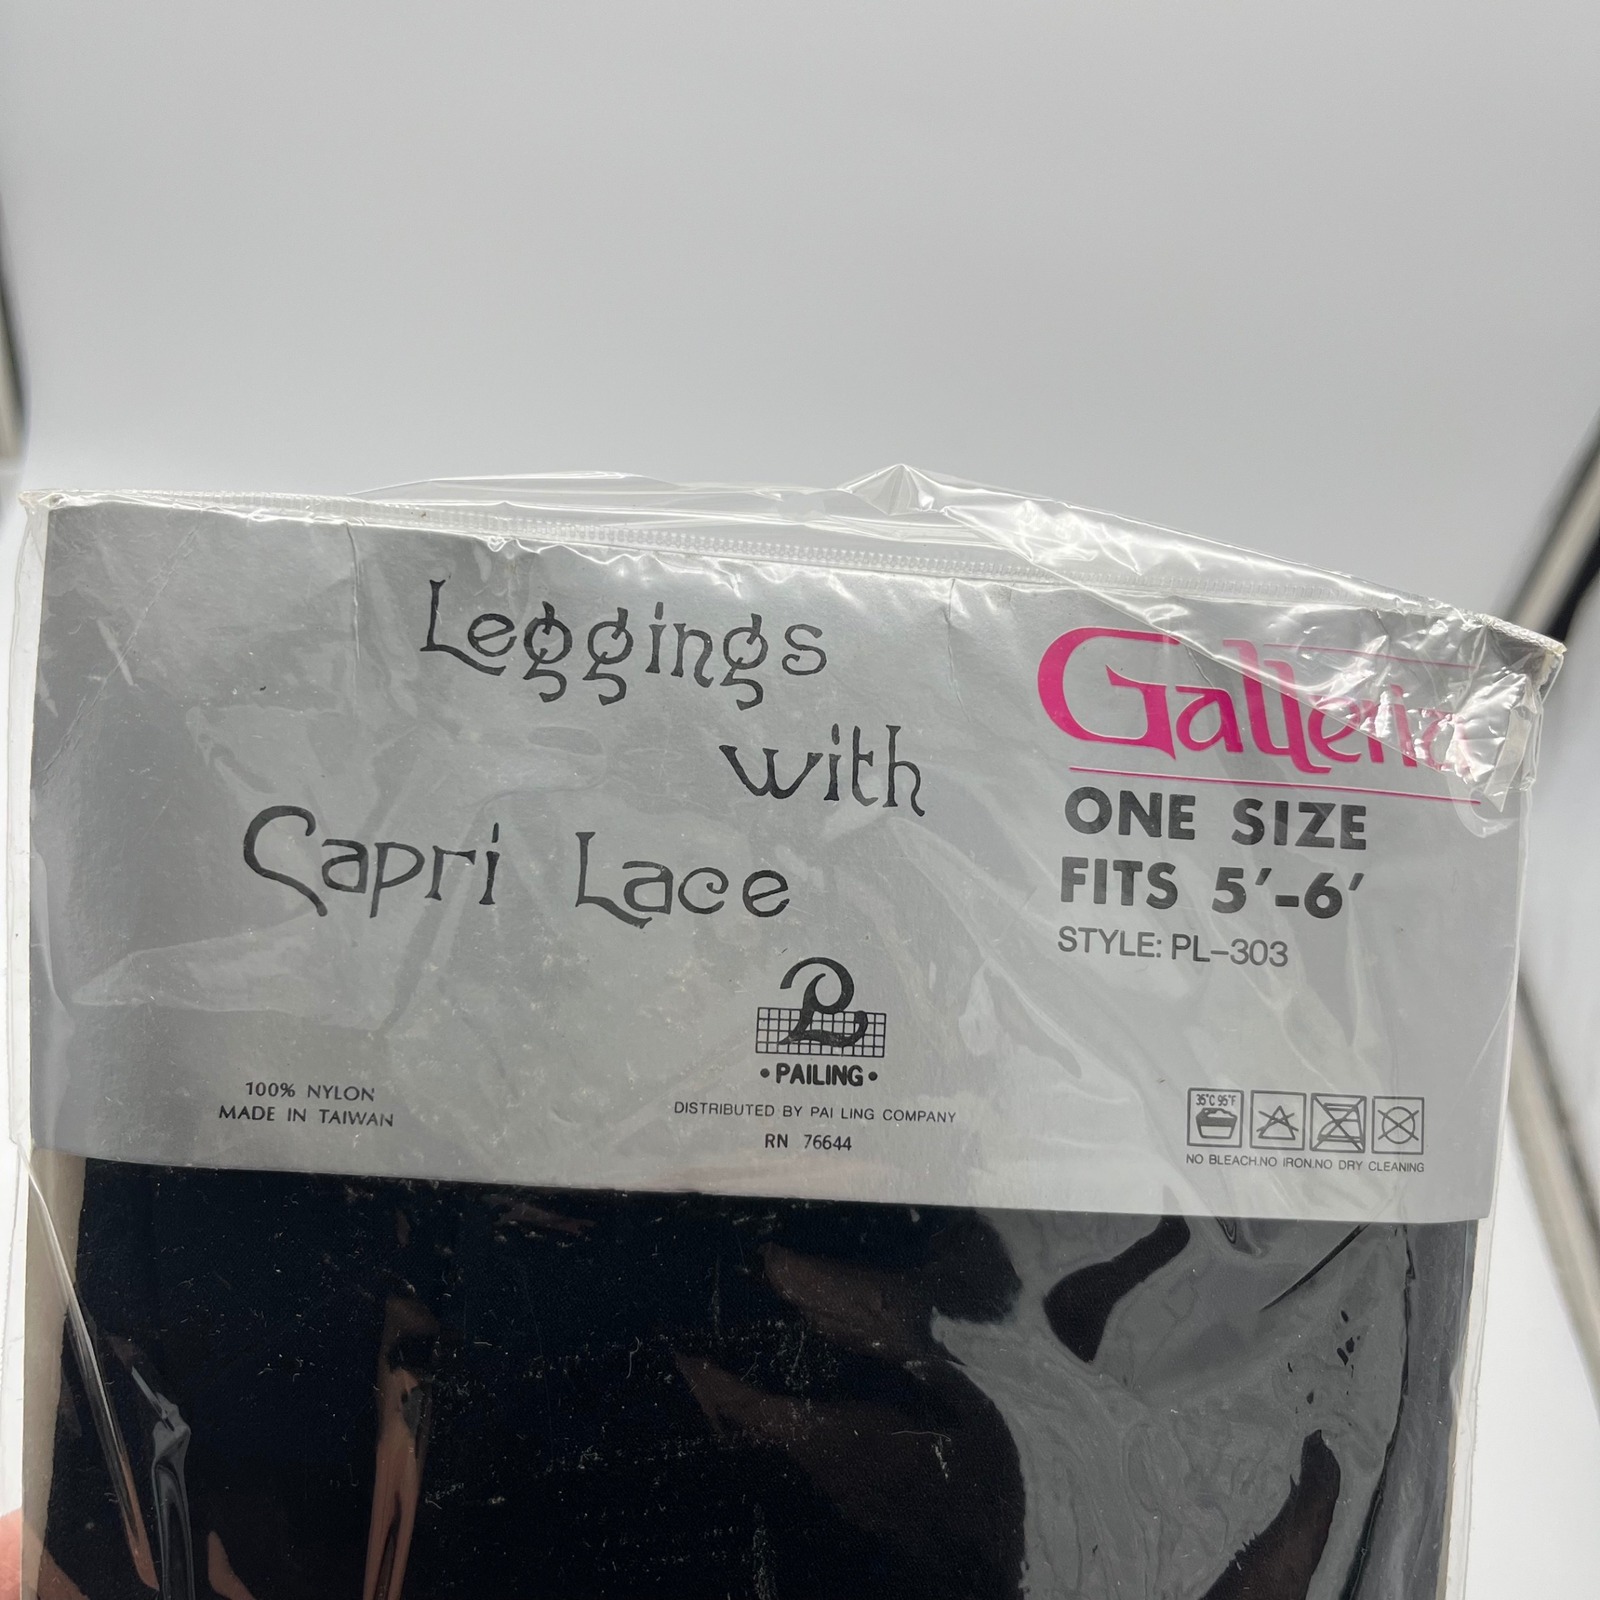 Leggings
with
Capri Lace
Galleria
ONE SIZE
FITS 5'-6'
STYLE: PL-303
PL
• PAILING •
100% NYLON
MADE IN TAIWAN
DISTRIBUTED BY PAI LING COMPANY
RN 76644
35°C 95°F
NO BLEACH.NO IRON.NO DRY CLEANING